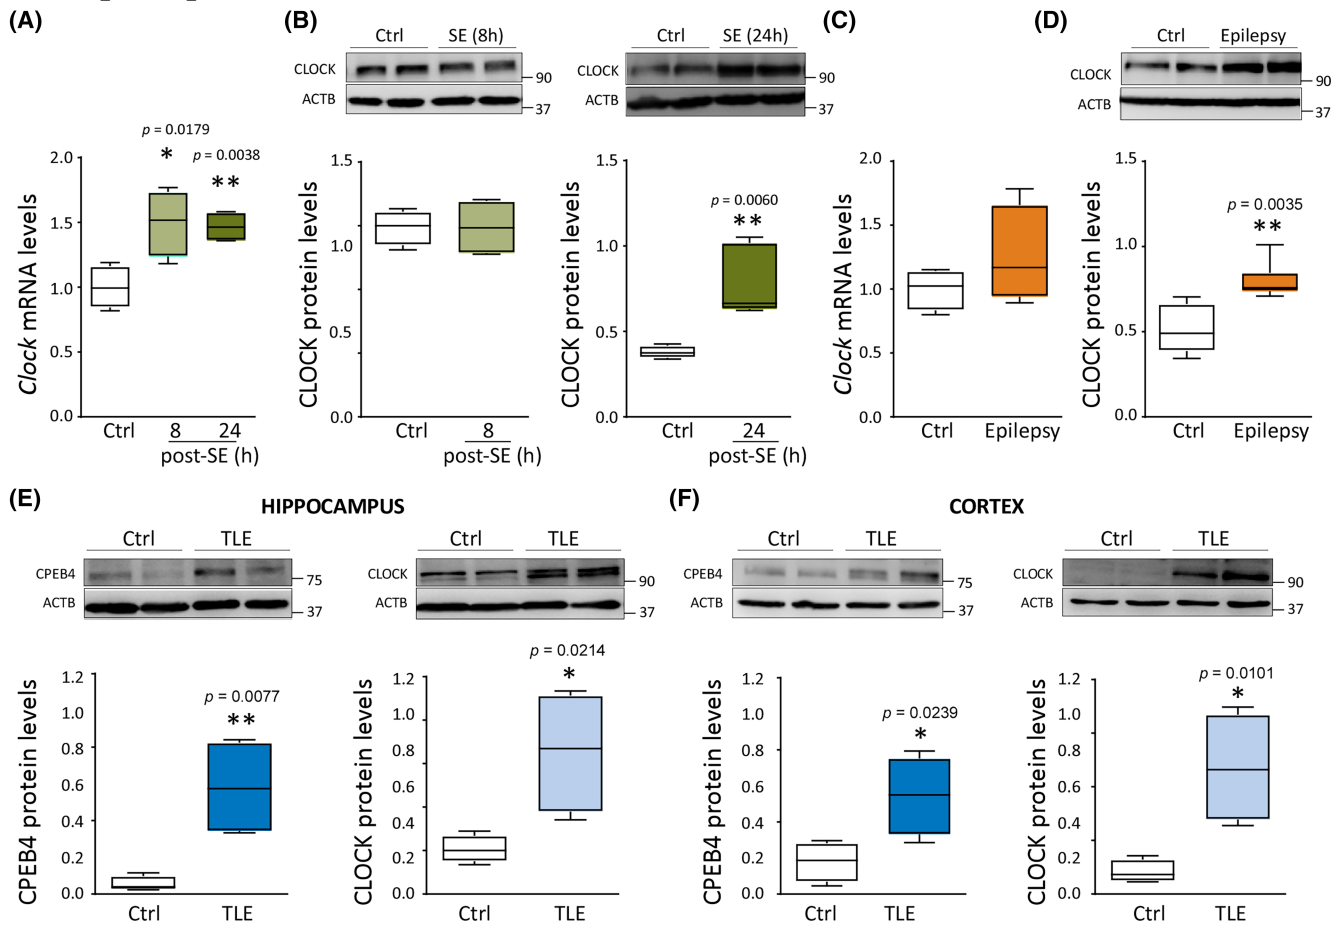 (A)
p = 0.0179
*
p = 0.0038
**
Clock mRNA levels
2.0
1.5
1.0
0.5
0.0
Ctrl
8
24
post-SE (h)
(B)
Ctrl
SE (8h)
CLOCK
90
ACTB
37
CLOCK protein levels
1.5
1.0
0.5
0.0
Ctrl
8
post-SE (h)
Ctrl
SE (24h)
CLOCK
90
ACTB
37
p = 0.0060
**
CLOCK protein levels
1.5
1.0
0.5
0.0
Ctrl
24
post-SE (h)
(C)
Clock mRNA levels
2.0
1.5
1.0
0.5
0.0
Ctrl
Epilepsy
(D)
Ctrl
Epilepsy
CLOCK
90
ACTB
37
p = 0.0035
**
CLOCK protein levels
1.5
1.0
0.5
0.0
Ctrl
Epilepsy
(E)
HIPPOCAMPUS
Ctrl
TLE
CPEB4
75
ACTB
37
p = 0.0077
**
CPEB4 protein levels
1.2
1.0
0.8
0.6
0.4
0.2
0.0
Ctrl
TLE
Ctrl
TLE
CLOCK
90
ACTB
37
p = 0.0214
*
CLOCK protein levels
1.2
1.0
0.8
0.4
0.2
0.0
Ctrl
TLE
(F)
CORTEX
Ctrl
TLE
CPEB4
75
ACTB
37
p = 0.0239
*
CPEB4 protein levels
1.2
1.0
0.8
0.6
0.4
0.2
0.0
Ctrl
TLE
Ctrl
TLE
CLOCK
90
ACTB
37
p = 0.0101
*
CLOCK protein levels
1.2
1.0
0.8
0.4
0.2
0.0
Ctrl
TLE